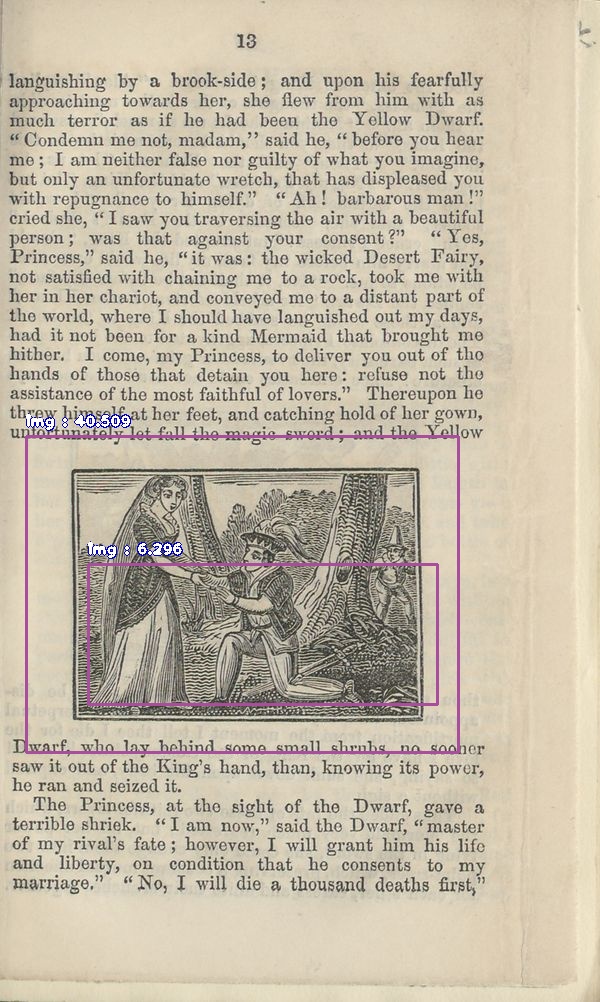 13
languishing by a brook-side; and upon his fearfully
approaching towards her, she flew from him with as
much terror as if he had been the Yellow Dwarf.
“Condemn me not, madam,” said he, “before you hear
me; I am neither false nor guilty of what you imagine,
but only an unfortunate wretch, that has displeased you
with repugnance to himself.” “Ah! barbarous man!”
cried she, “I saw you traversing the air with a beautiful
person; was that against your consent?” “Yes,
Princess,” said he, “it was: the wicked Desert Fairy,
not satisfied with chaining me to a rock, took me with
her in her chariot, and conveyed me to a distant part of
the world, where I should have languished out my days,
had it not been for a kind Mermaid that brought me
hither. I come, my Princess, to deliver you out of the
hands of those that detain you here: refuse not the
assistance of the most faithful of lovers.” Thereupon he
threw himself at her feet, and catching hold of her gown,
img : 40.509
unfortunately let fall the magic sword; and the Yellow
img : 6.296
Dwarf, who lay behind some small shrubs, no sooner
saw it out of the King's hand, than, knowing its power,
he ran and seized it.
The Princess, at the sight of the Dwarf, gave a
terrible shriek. “I am now,” said the Dwarf, “master
of my rival's fate; however, I will grant him his life
and liberty, on condition that he consents to my
marriage.” “No, I will die a thousand deaths first,”